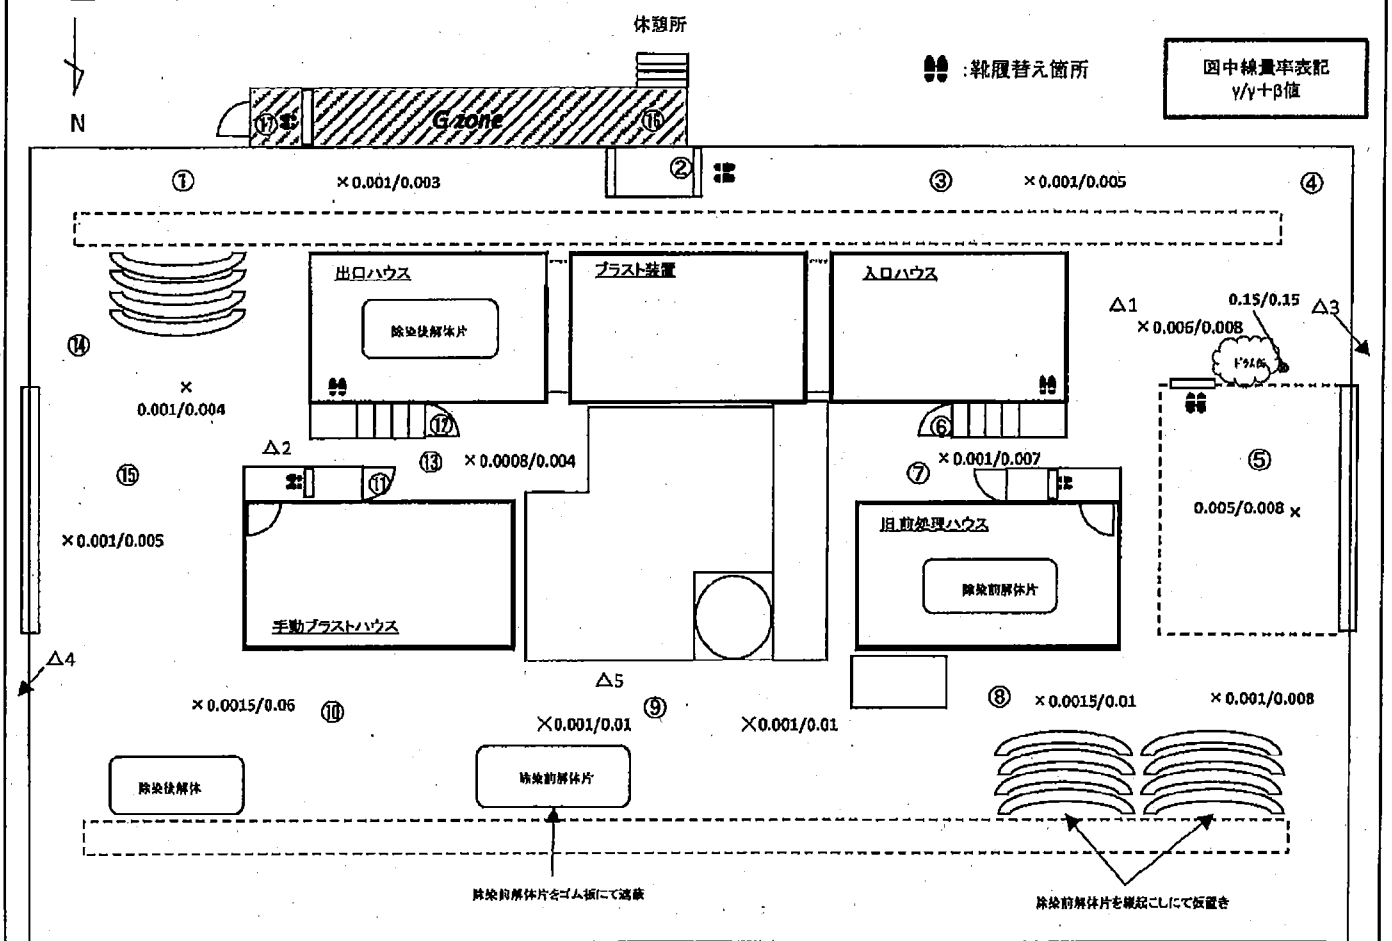 休憩所
:靴履替え箇所
図中線量率表記
γ/γ+β値
N
⑰
G zone
⑯
①
×0.001/0.003
②
③
×0.001/0.005
④
出口ハウス
ブラスト装置
入口ハウス
除染後解体片
△1
0.15/0.15
△3
×0.006/0.008
ドラム缶
⑭
×
0.001/0.004
⑫
⑥
△2
⑬
×0.0008/0.004
×0.001/0.007
⑦
⑤
⑮
⑪
0.005/0.008 ×
×0.001/0.005
旧前処理ハウス
除染前解体片
手動ブラストハウス
△4
△5
×0.0015/0.06
⑩
×0.001/0.01
⑨
×0.001/0.01
⑧
×0.0015/0.01
×0.001/0.008
除染後解体
除染前解体片
除染前解体片をゴム板にて遮蔽
除染前解体片を縦起こしにて仮置き